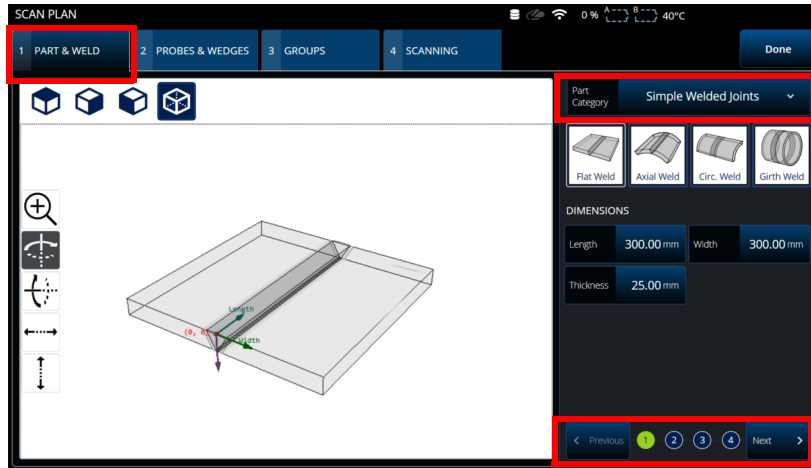 SCAN PLAN
0 % A B 40°C
1 PART & WELD 2 PROBES & WEDGES 3 GROUPS 4 SCANNING Done
Part Category Simple Welded Joints
Flat Weld Axial Weld Circ. Weld Girth Weld
DIMENSIONS
Length 300.00 mm Width 300.00 mm
Thickness 25.00 mm
Length
(0, 0)
Width
< Previous 1 2 3 4 Next >